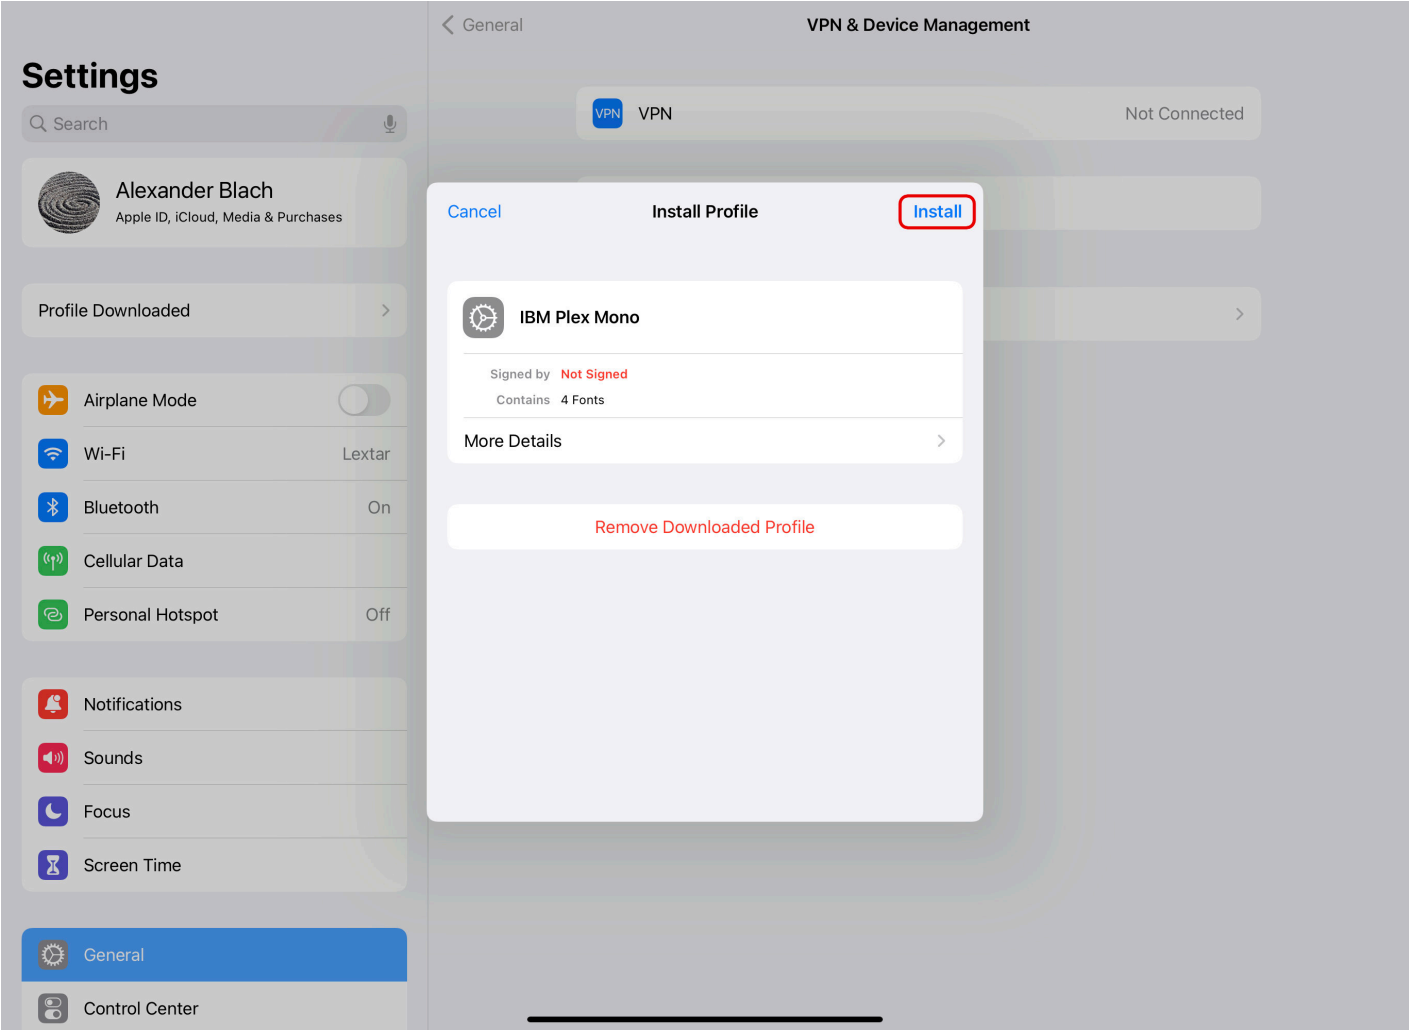 Settings
Search
Alexander Blach
Apple ID, iCloud, Media & Purchases
Profile Downloaded
Airplane Mode
Wi-Fi Lextar
Bluetooth On
Cellular Data
Personal Hotspot Off
Notifications
Sounds
Focus
Screen Time
General
Control Center
General VPN & Device Management
VPN VPN Not Connected
Cancel Install Profile Install
IBM Plex Mono
Signed by Not Signed
Contains 4 Fonts
More Details
Remove Downloaded Profile